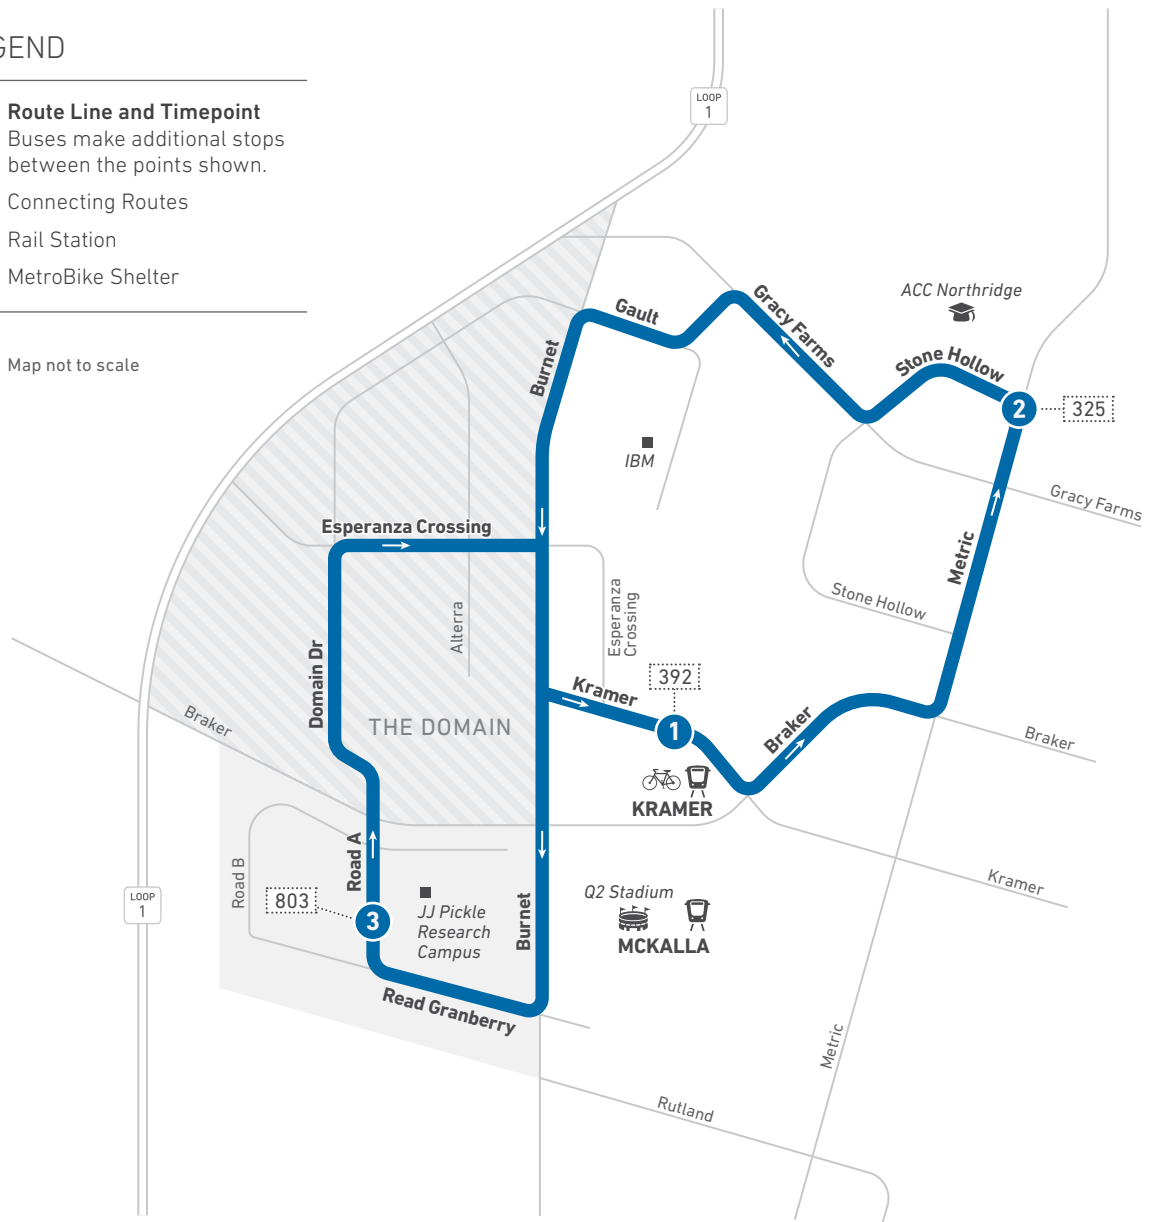 GEND
Route Line and Timepoint
Buses make additional stops
between the points shown.
Connecting Routes
Rail Station
MetroBike Shelter
Map not to scale
LOOP
1
ACC Northridge
Gault
Gracy Farms
Stone Hollow
Burnet
2
325
IBM
Gracy Farms
Esperanza Crossing
Metric
Alterra
Esperanza
Crossing
Stone Hollow
Domain Dr
392
Kramer
Braker
THE DOMAIN
1
Braker
Braker
KRAMER
Road A
Road B
Kramer
LOOP
1
803
3
JJ Pickle
Research
Campus
Burnet
Q2 Stadium
MCKALLA
Read Granberry
Metric
Rutland